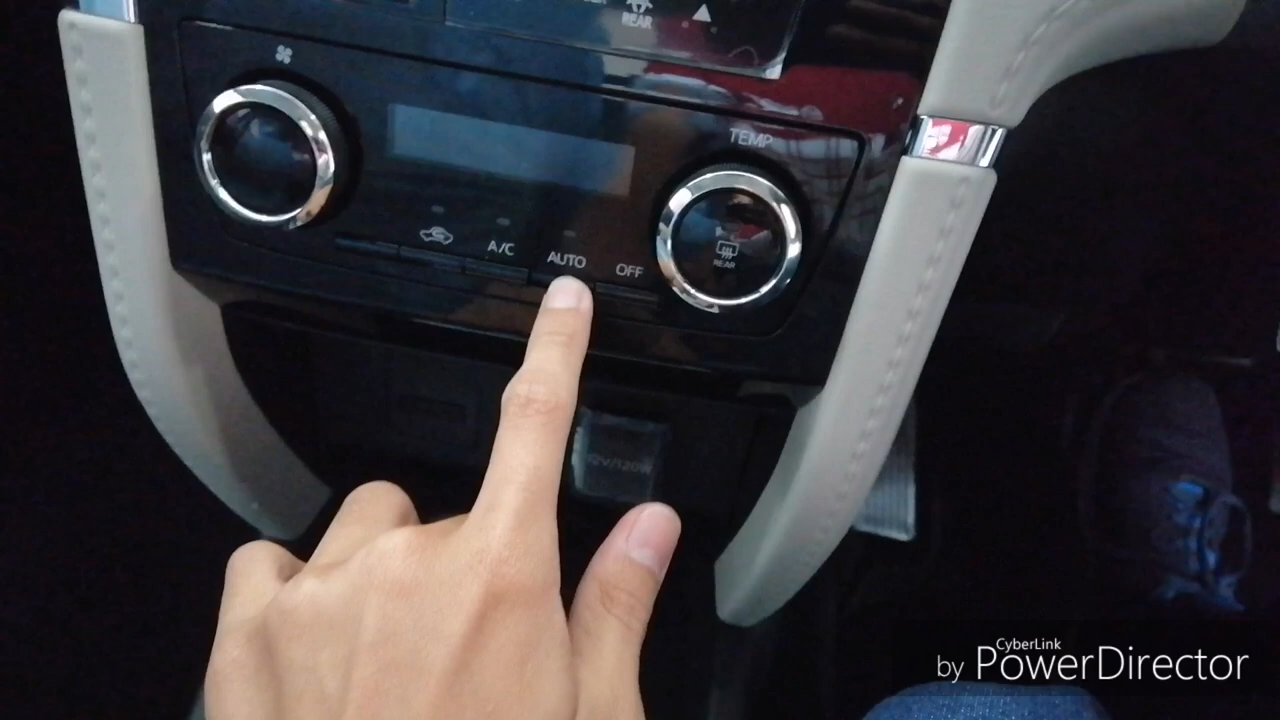 REAR
TEMP
A/C
AUTO
OFF
REAR
12V/120W
CyberLink
by PowerDirector